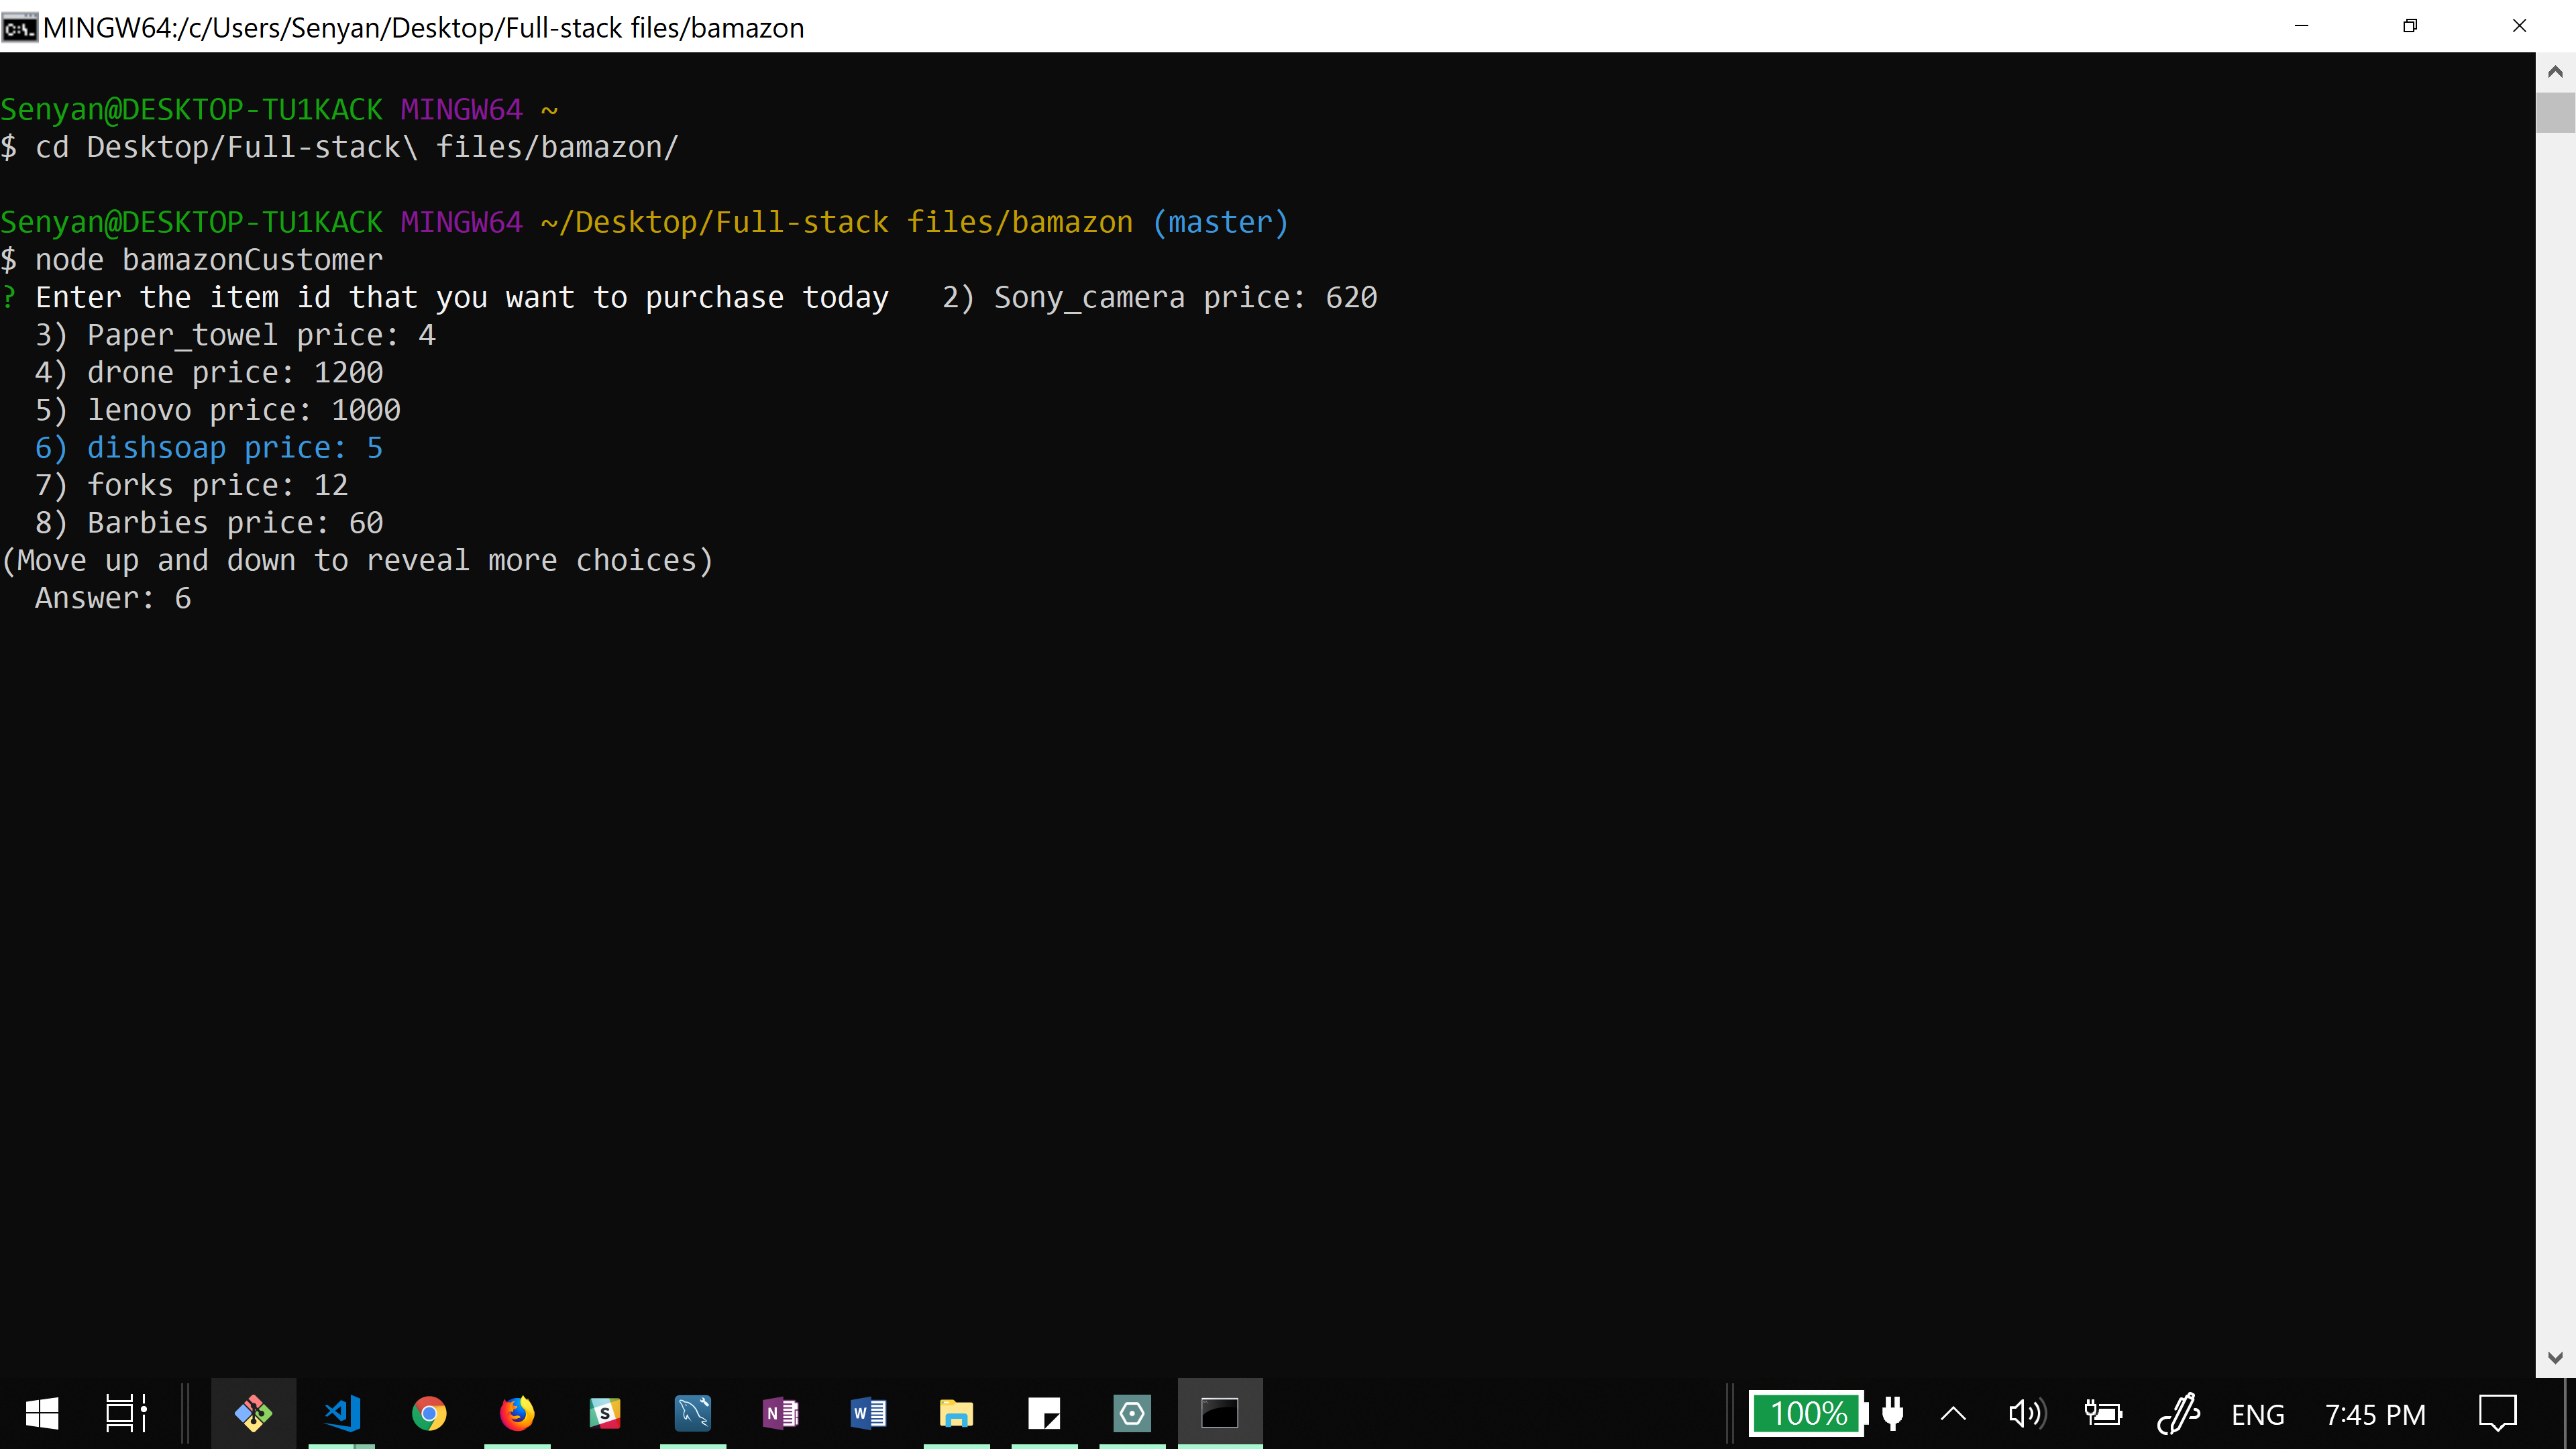 MINGW64:/c/Users/Senyan/Desktop/Full-stack files/bamazon
Senyan@DESKTOP-TU1KACK MINGW64 ~
$ cd Desktop/Full-stack\ files/bamazon/
Senyan@DESKTOP-TU1KACK MINGW64 ~/Desktop/Full-stack files/bamazon (master)
$ node bamazonCustomer
? Enter the item id that you want to purchase today   2) Sony_camera price: 620
  3) Paper_towel price: 4
  4) drone price: 1200
  5) lenovo price: 1000
  6) dishsoap price: 5
  7) forks price: 12
  8) Barbies price: 60
(Move up and down to reveal more choices)
  Answer: 6
100% ENG 7:45 PM